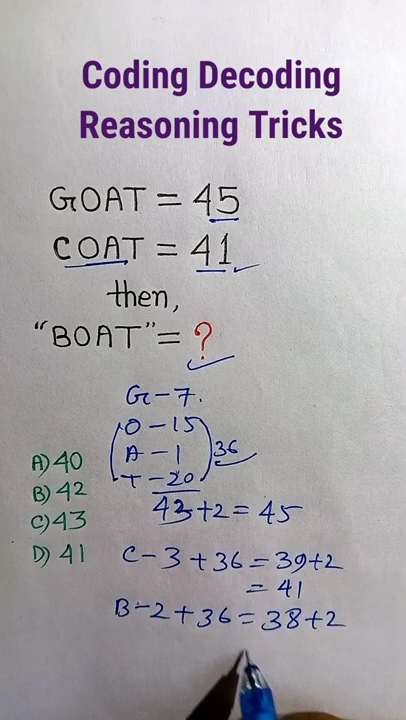 Coding Decoding
Reasoning Tricks
GOAT = 45
COAT = 41
then,
"BOAT" = ?
G - 7.
O - 15
A - 1
T - 20
36
43 + 2 = 45
A) 40
B) 42
C) 43
D) 41
C - 3 + 36 = 39 + 2
= 41
B - 2 + 36 = 38 + 2